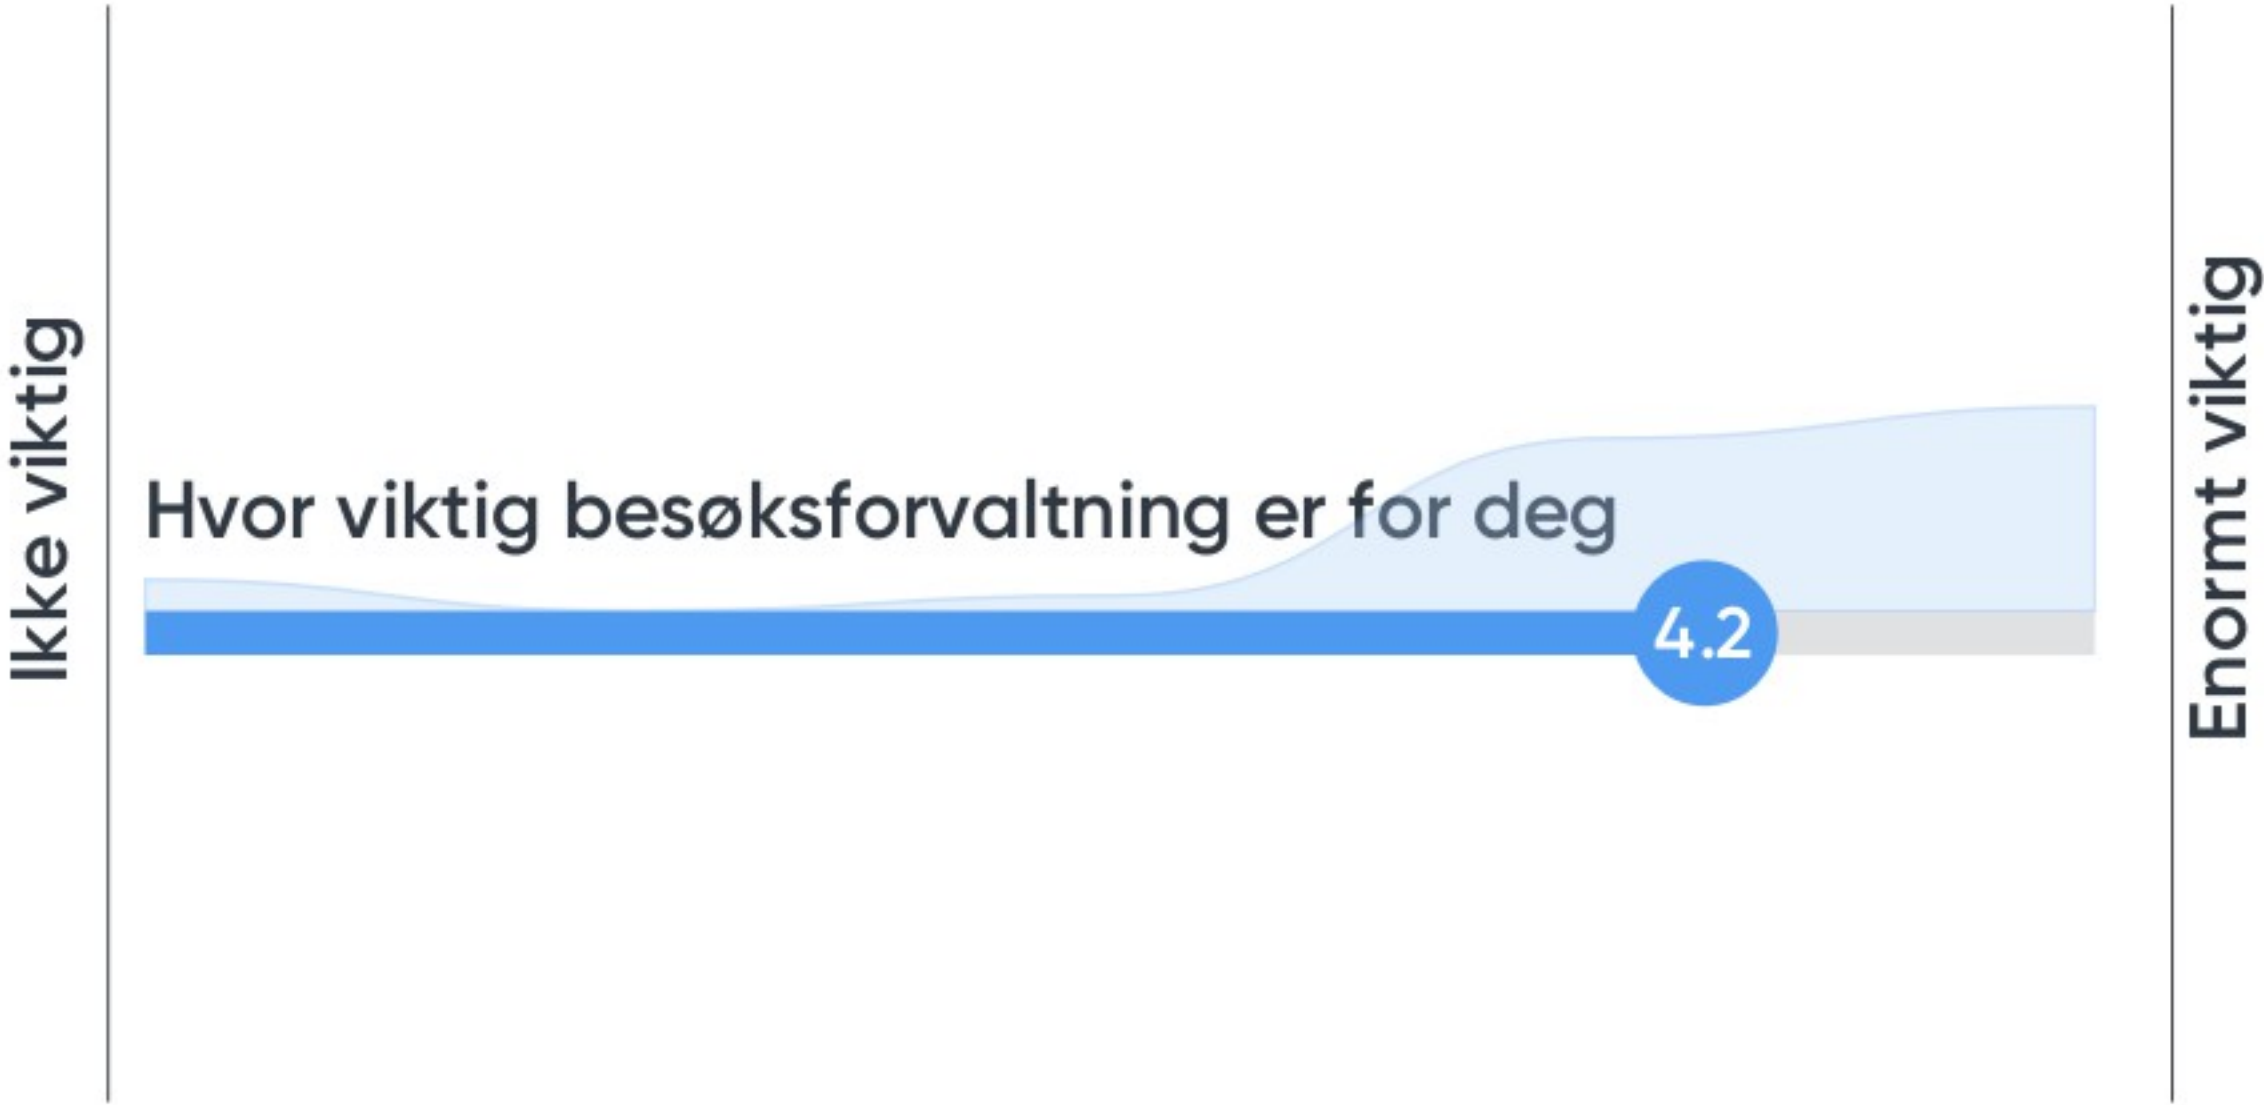 Ikke viktig
Hvor viktig besøksforvaltning er for deg
4.2
Enormt viktig